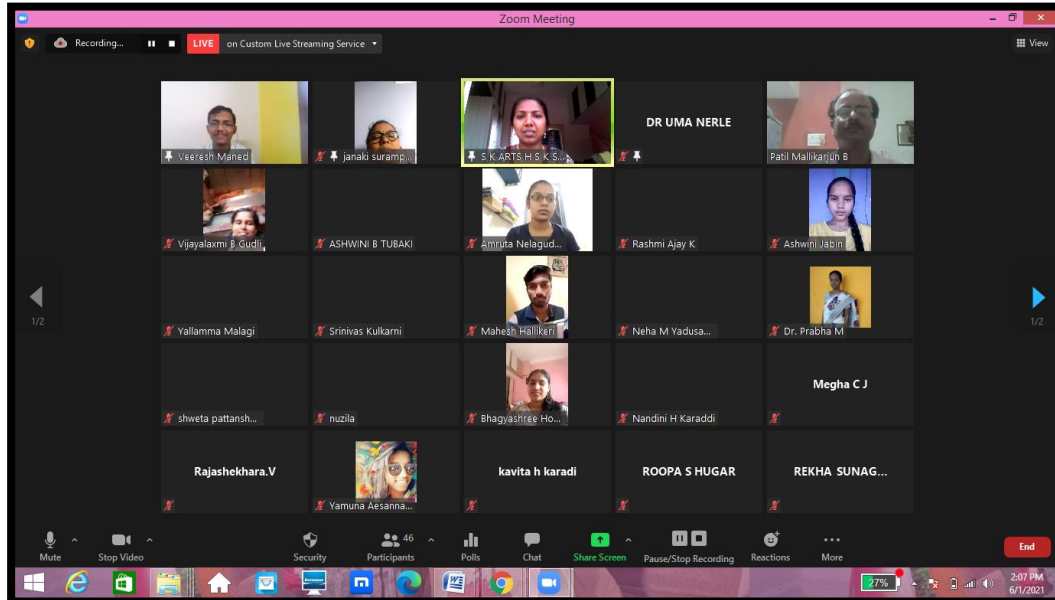 Zoom Meeting
Recording...
LIVE on Custom Live Streaming Service
View
Veeresh Maned
janaki suramp...
S K ARTS H S K S...
DR UMA NERLE
Patil Mallikarjun B
Vijayalaxmi B Gudli
ASHWINI B TUBAKI
Amruta Nelagud...
Rashmi Ajay K
Ashwini Jabin
1/2
1/2
Yallamma Malagi
Srinivas Kulkarni
Mahesh Hallikeri
Neha M Yadusa...
Dr. Prabha M
shweta pattansh...
nuzila
Bhagyashree Ho...
Nandini H Karaddi
Megha C J
Rajashekhara.V
Yamuna Aesanna...
kavita h karadi
ROOPA S HUGAR
REKHA SUNAG...
Mute
Stop Video
Security
46
Participants
Polls
Chat
Share Screen
Pause/Stop Recording
Reactions
More
End
27%
2:07 PM
6/1/2021